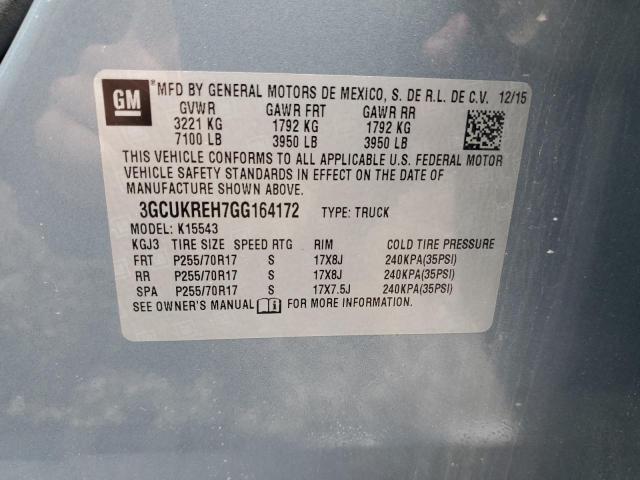 GM
*MFD BY GENERAL MOTORS DE MEXICO, S. DE R.L. DE C.V. 12/15
GVWR GAWR FRT GAWR RR
3221 KG 1792 KG 1792 KG
7100 LB 3950 LB 3950 LB
THIS VEHICLE CONFORMS TO ALL APPLICABLE U.S. FEDERAL MOTOR
VEHICLE SAFETY STANDARDS IN EFFECT ON THE DATE OF
MANUFACTURE SHOWN ABOVE.
3GCUKREH7GG164172 TYPE: TRUCK
MODEL: K15543
KGJ3 TIRE SIZE SPEED RTG RIM COLD TIRE PRESSURE
FRT P255/70R17 S 17X8J 240KPA(35PSI)
RR P255/70R17 S 17X8J 240KPA(35PSI)
SPA P255/70R17 S 17X7.5J 240KPA(35PSI)
SEE OWNER'S MANUAL FOR MORE INFORMATION.